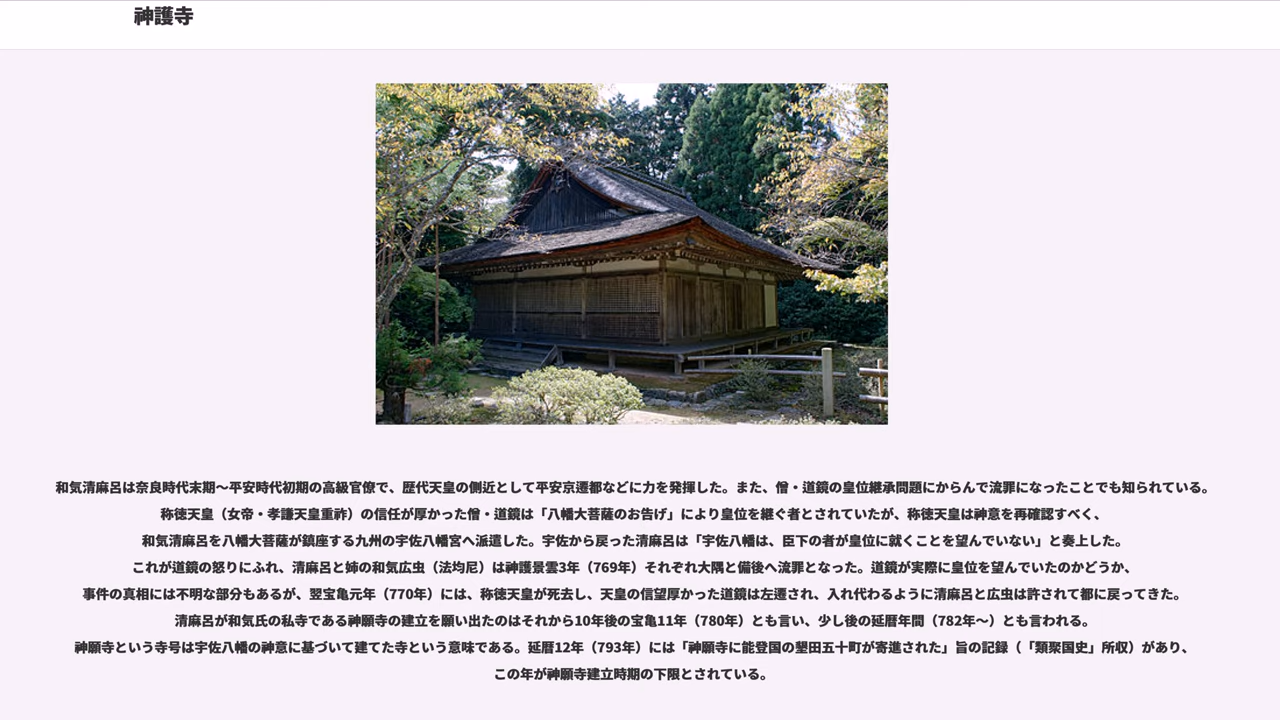 神護寺
和気清麻呂は奈良時代末期〜平安時代初期の高級官僚で、歴代天皇の側近として平安京遷都などに力を発揮した。また、僧・道鏡の皇位継承問題にからんで流罪になったことでも知られている。
称徳天皇（女帝・孝謙天皇重祚）の信任が厚かった僧・道鏡は「八幡大菩薩のお告げ」により皇位を継ぐ者とされていたが、称徳天皇は神意を再確認すべく、
和気清麻呂を八幡大菩薩が鎮座する九州の宇佐八幡宮へ派遣した。宇佐から戻った清麻呂は「宇佐八幡は、臣下の者が皇位に就くことを望んでいない」と奏上した。
これが道鏡の怒りにふれ、清麻呂と姉の和気広虫（法均尼）は神護景雲3年（769年）それぞれ大隅と備後へ流罪となった。道鏡が実際に皇位を望んでいたのかどうか、
事件の真相には不明な部分もあるが、翌宝亀元年（770年）には、称徳天皇が死去し、天皇の信望厚かった道鏡は左遷され、入れ代わるように清麻呂と広虫は許されて都に戻ってきた。
清麻呂が和気氏の私寺である神願寺の建立を願い出たのはそれから10年後の宝亀11年（780年）とも言い、少し後の延暦年間（782年〜）とも言われる。
神願寺という寺号は宇佐八幡の神意に基づいて建てた寺という意味である。延暦12年（793年）には「神願寺に能登国の墾田五十町が寄進された」旨の記録（「類聚国史」所収）があり、
この年が神願寺建立時期の下限とされている。